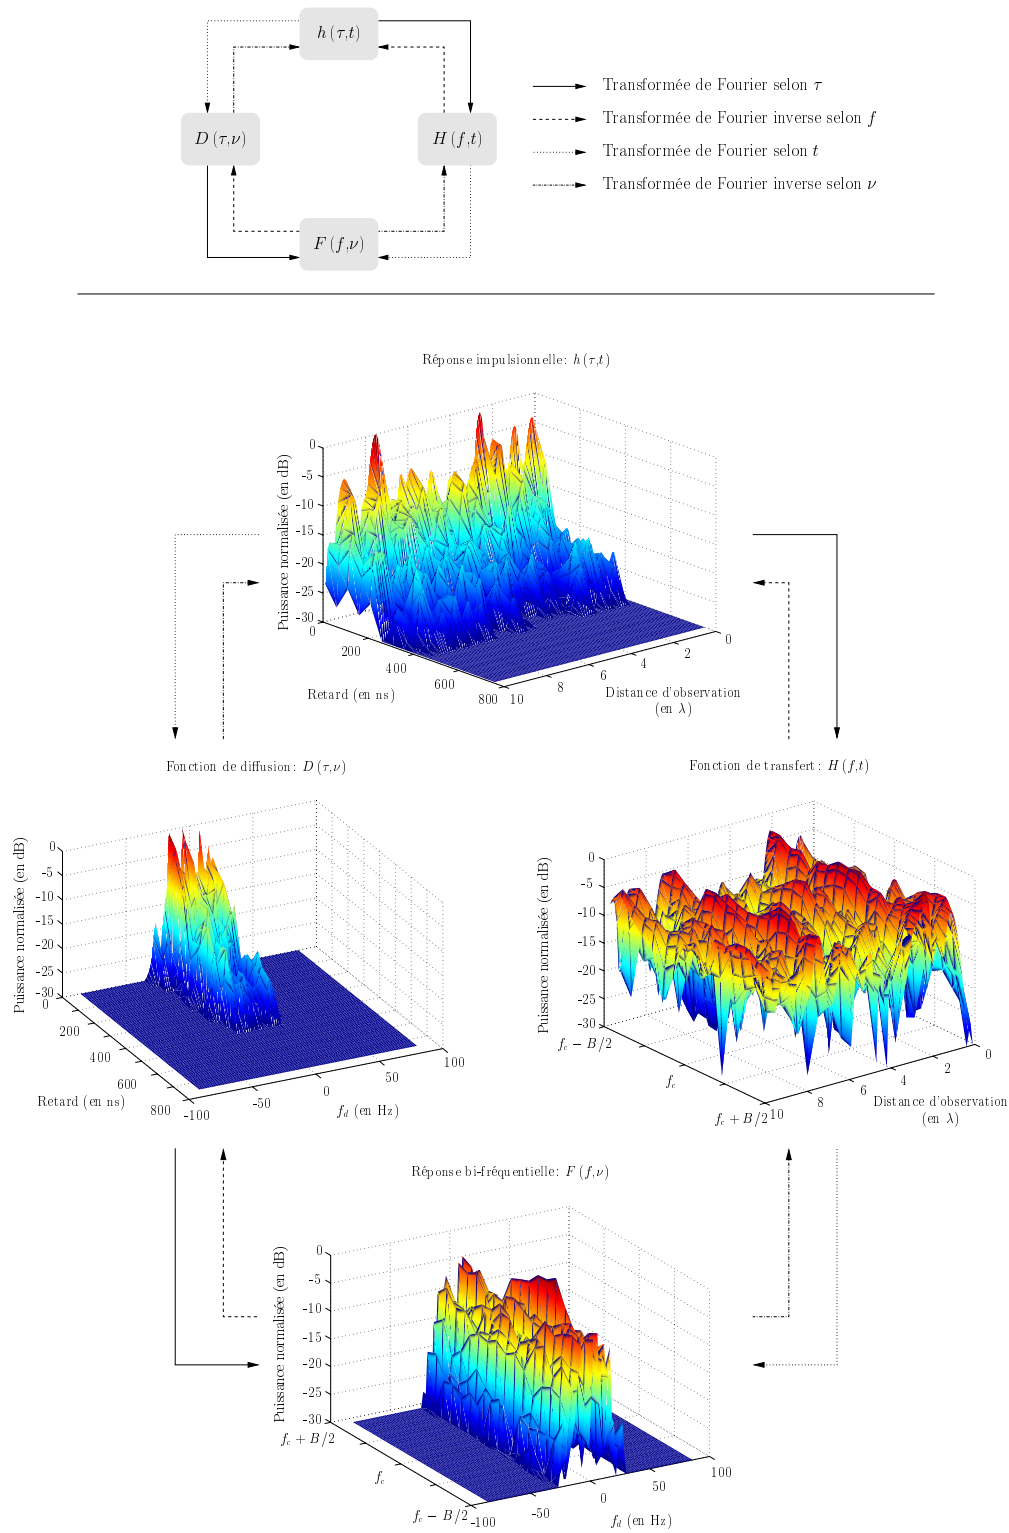 h (τ,t)
D (τ,ν)
H (f,t)
F (f,ν)
Transformée de Fourier selon τ
Transformée de Fourier inverse selon f
Transformée de Fourier selon t
Transformée de Fourier inverse selon ν
Réponse impulsionnelle: h (τ,t)
Puissance normalisée (en dB)
0
-5
-10
-15
-20
-25
-30
0
200
400
600
800
Retard (en ns)
10
8
6
4
2
0
Distance d'observation
(en λ)
Fonction de diffusion: D (τ,ν)
Puissance normalisée (en dB)
0
-5
-10
-15
-20
-25
-30
0
200
400
600
800
Retard (en ns)
-100
-50
0
50
100
f_d (en Hz)
Fonction de transfert: H (f,t)
Puissance normalisée (en dB)
0
-5
-10
-15
-20
-25
-30
f_c − B/2
f_c
f_c + B/2
10
8
6
4
2
0
Distance d'observation
(en λ)
Réponse bi-fréquentielle: F (f,ν)
Puissance normalisée (en dB)
0
-5
-10
-15
-20
-25
-30
f_c + B/2
f_c
f_c − B/2
-100
-50
0
50
100
f_d (en Hz)